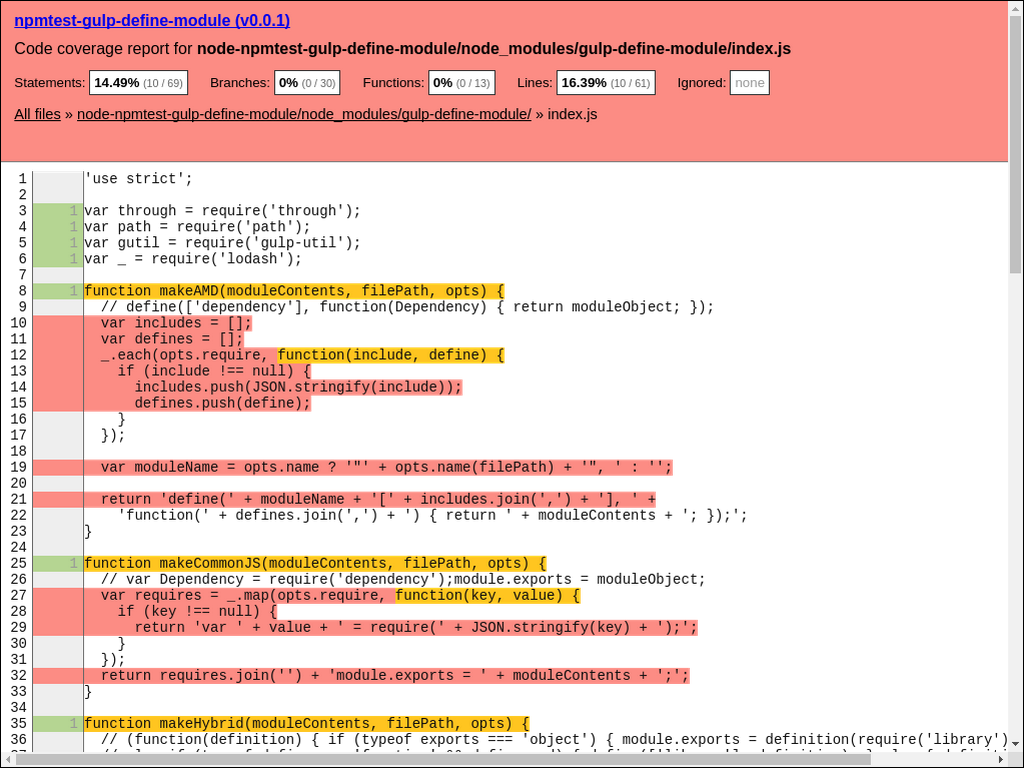 npmtest-gulp-define-module (v0.0.1)
Code coverage report for node-npmtest-gulp-define-module/node_modules/gulp-define-module/index.js
Statements: 14.49% (10 / 69) Branches: 0% (0 / 30) Functions: 0% (0 / 13) Lines: 16.39% (10 / 61) Ignored: none
All files » node-npmtest-gulp-define-module/node_modules/gulp-define-module/ » index.js
1 'use strict';
2
3 1 var through = require('through');
4 1 var path = require('path');
5 1 var gutil = require('gulp-util');
6 1 var _ = require('lodash');
7
8 1 function makeAMD(moduleContents, filePath, opts) {
9 // define(['dependency'], function(Dependency) { return moduleObject; });
10 var includes = [];
11 var defines = [];
12 _.each(opts.require, function(include, define) {
13 if (include !== null) {
14 includes.push(JSON.stringify(include));
15 defines.push(define);
16 }
17 });
18
19 var moduleName = opts.name ? '"' + opts.name(filePath) + '", ' : '';
20
21 return 'define(' + moduleName + '[' + includes.join(',') + '], ' +
22 'function(' + defines.join(',') + ') { return ' + moduleContents + '; });';
23 }
24
25 1 function makeCommonJS(moduleContents, filePath, opts) {
26 // var Dependency = require('dependency');module.exports = moduleObject;
27 var requires = _.map(opts.require, function(key, value) {
28 if (key !== null) {
29 return 'var ' + value + ' = require(' + JSON.stringify(key) + ');';
30 }
31 });
32 return requires.join('') + 'module.exports = ' + moduleContents + ';';
33 }
34
35 1 function makeHybrid(moduleContents, filePath, opts) {
36 // (function(definition) { if (typeof exports === 'object') { module.exports = definition(require('library')